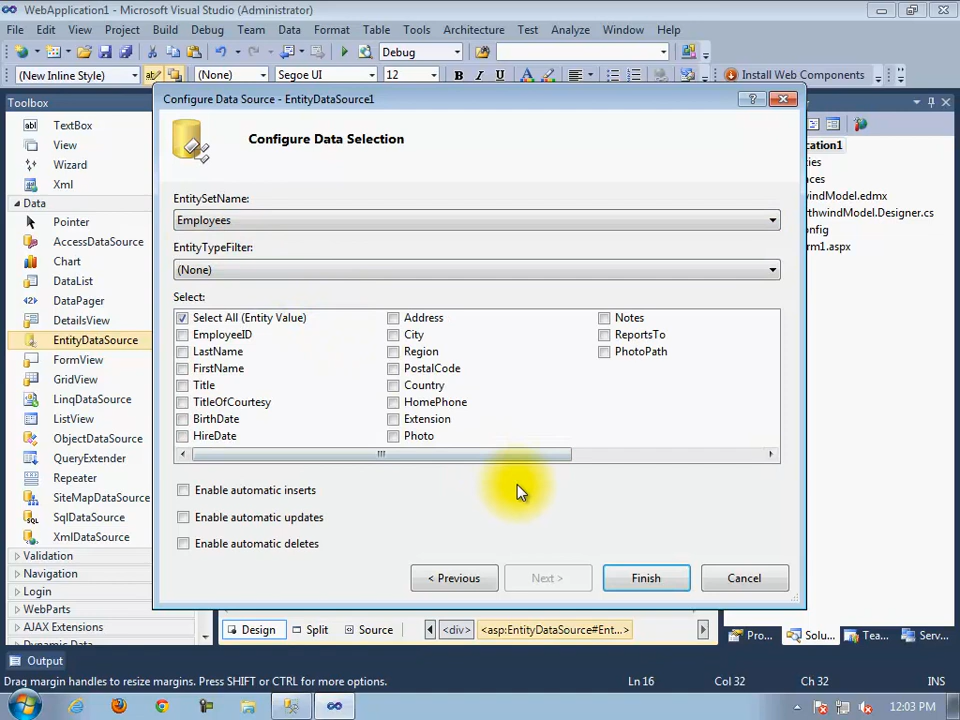 WebApplication1 - Microsoft Visual Studio (Administrator)
File Edit View Project Build Debug Team Data Format Table Tools Architecture Test Analyze Window Help
Debug
(New Inline Style) (None) Segoe UI 12 B I U A Install Web Components
Toolbox
TextBox
View
Wizard
Xml
Data
Pointer
AccessDataSource
Chart
DataList
DataPager
DetailsView
EntityDataSource
FormView
GridView
LinqDataSource
ListView
ObjectDataSource
QueryExtender
Repeater
SiteMapDataSource
SqlDataSource
XmlDataSource
Validation
Navigation
Login
WebParts
AJAX Extensions
Configure Data Source - EntityDataSource1
Configure Data Selection
EntitySetName:
Employees
EntityTypeFilter:
(None)
Select:
Select All (Entity Value) Address Notes
EmployeeID City ReportsTo
LastName Region PhotoPath
FirstName PostalCode
Title Country
TitleOfCourtesy HomePhone
BirthDate Extension
HireDate Photo
Enable automatic inserts
Enable automatic updates
Enable automatic deletes
< Previous Next > Finish Cancel
cation1
ties
aces
windModel.edmx
rthwindModel.Designer.cs
onfig
rm1.aspx
Design Split Source <div> <asp:EntityDataSource#Ent...>
Pro... Solu... Tea... Serv...
Output
Drag margins to resize margins. Press SHIFT or CTRL for more options. Ln 16 Col 32 Ch 32 INS
12:03 PM